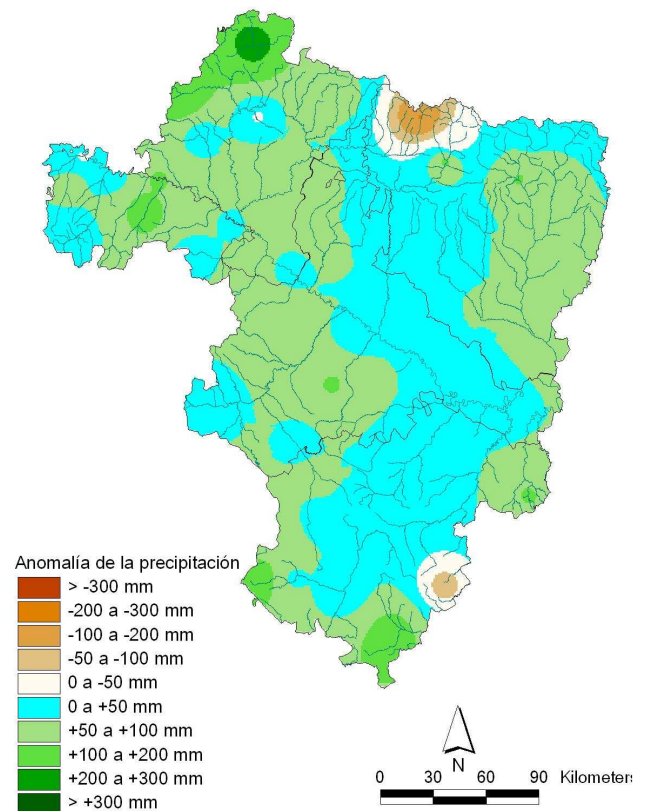 Anomalía de la precipitación
> -300 mm
-200 a -300 mm
-100 a -200 mm
-50 a -100 mm
0 a -50 mm
0 a +50 mm
+50 a +100 mm
+100 a +200 mm
+200 a +300 mm
> +300 mm
N
0 30 60 90 Kilometers